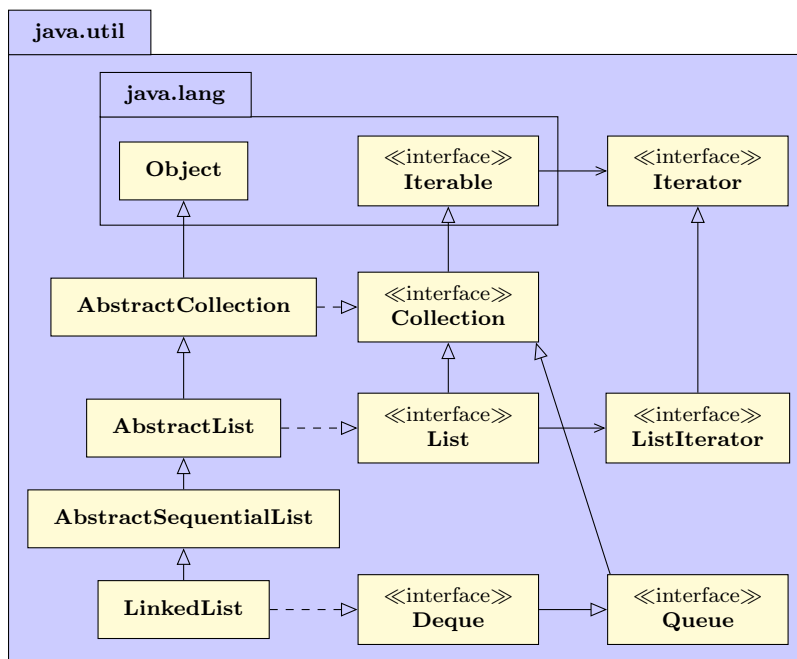 java.util
java.lang
Object
≪interface≫
Iterable
≪interface≫
Iterator
AbstractCollection
≪interface≫
Collection
AbstractList
≪interface≫
List
≪interface≫
ListIterator
AbstractSequentialList
LinkedList
≪interface≫
Deque
≪interface≫
Queue